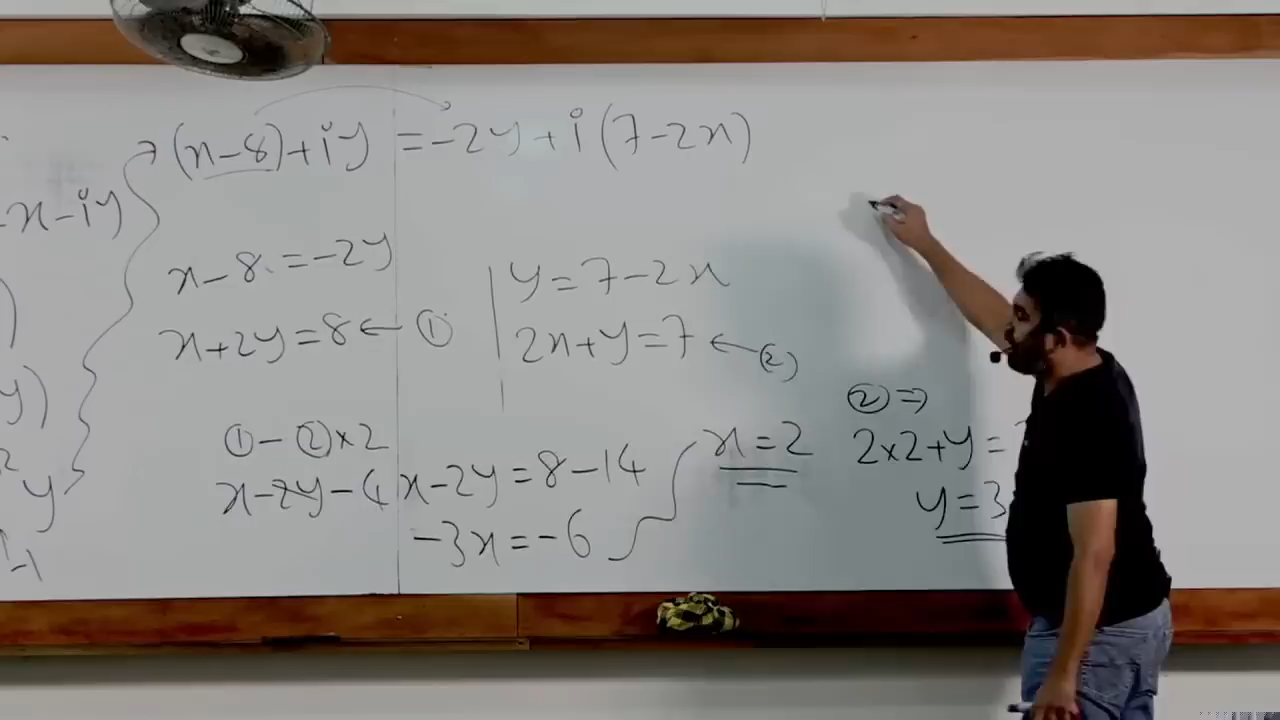 (x-8)+iy = -2y + i(7-2x)
-x-iy)
x-8 = -2y
x+2y=8 ← ①
y=7-2x
2x+y=7 ← ②
y)
2 y
①-②×2
x-2y-4x-2y=8-14
-3x=-6
x=2
② ⇒
2×2+y=
y=3